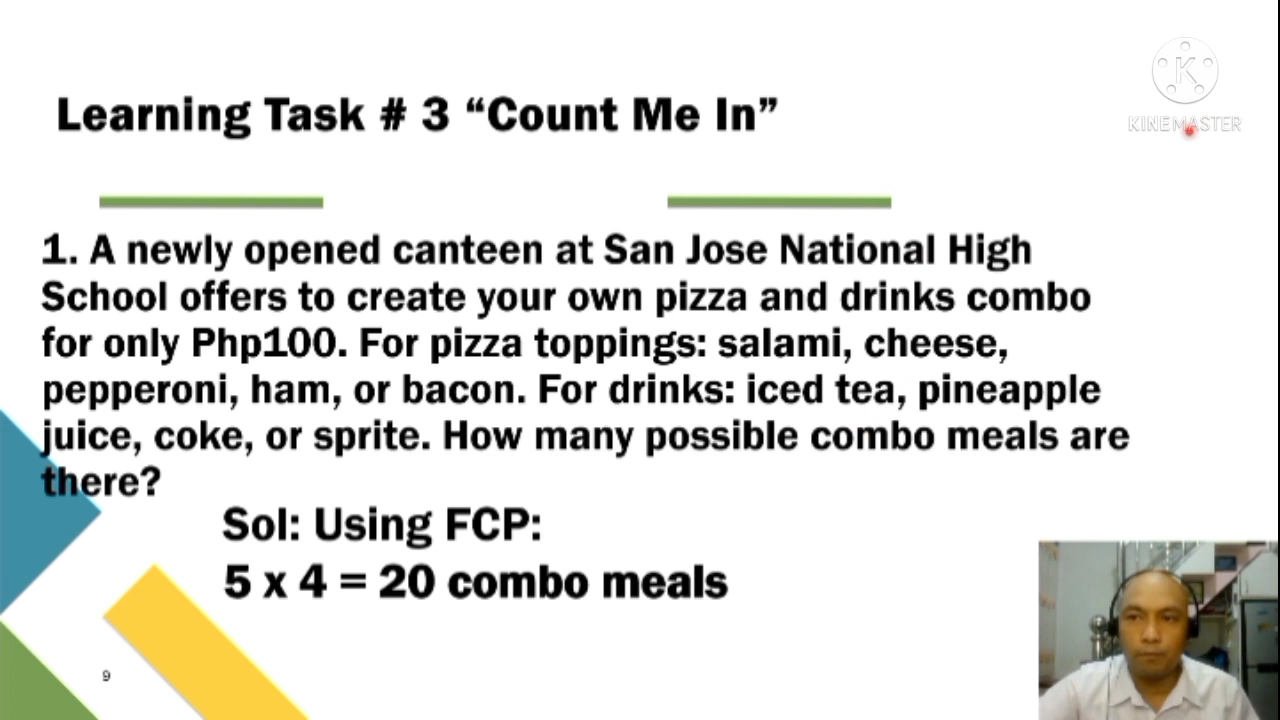 KINEMASTER
Learning Task # 3 “Count Me In”
1. A newly opened canteen at San Jose National High
School offers to create your own pizza and drinks combo
for only Php100. For pizza toppings: salami, cheese,
pepperoni, ham, or bacon. For drinks: iced tea, pineapple
juice, coke, or sprite. How many possible combo meals are
there?
Sol: Using FCP:
5 x 4 = 20 combo meals
9